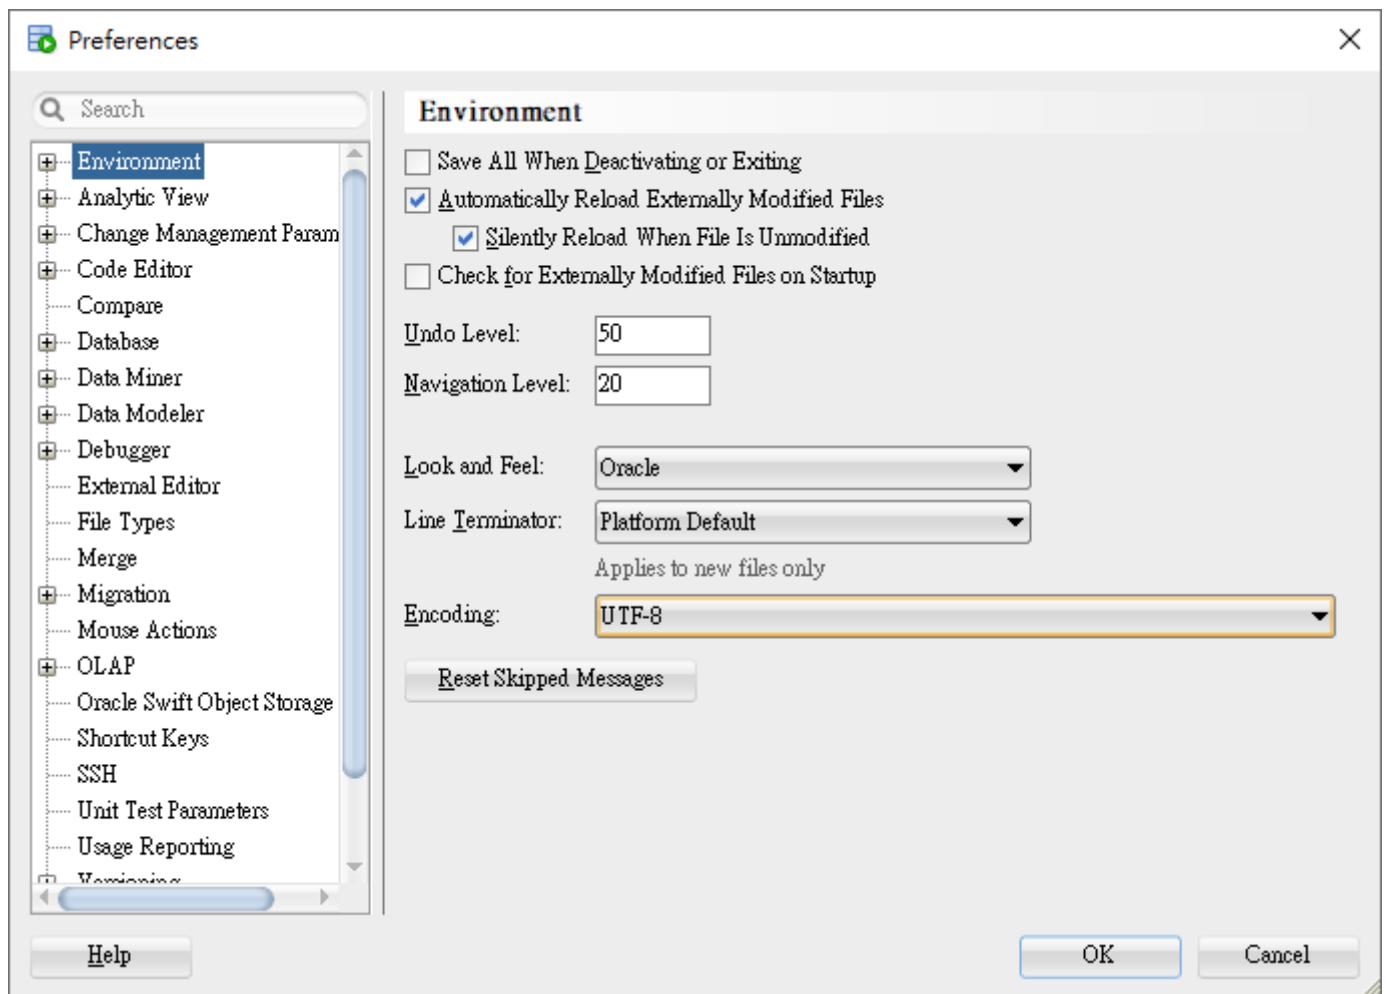 Preferences
Search
Environment
Analytic View
Change Management Param
Code Editor
Compare
Database
Data Miner
Data Modeler
Debugger
External Editor
File Types
Merge
Migration
Mouse Actions
OLAP
Oracle Swift Object Storage
Shortcut Keys
SSH
Unit Test Parameters
Usage Reporting
Versioning
Environment
Save All When Deactivating or Exiting
Automatically Reload Externally Modified Files
Silently Reload When File Is Unmodified
Check for Externally Modified Files on Startup
Undo Level: 50
Navigation Level: 20
Look and Feel: Oracle
Line Terminator: Platform Default
Applies to new files only
Encoding: UTF-8
Reset Skipped Messages
Help
OK
Cancel